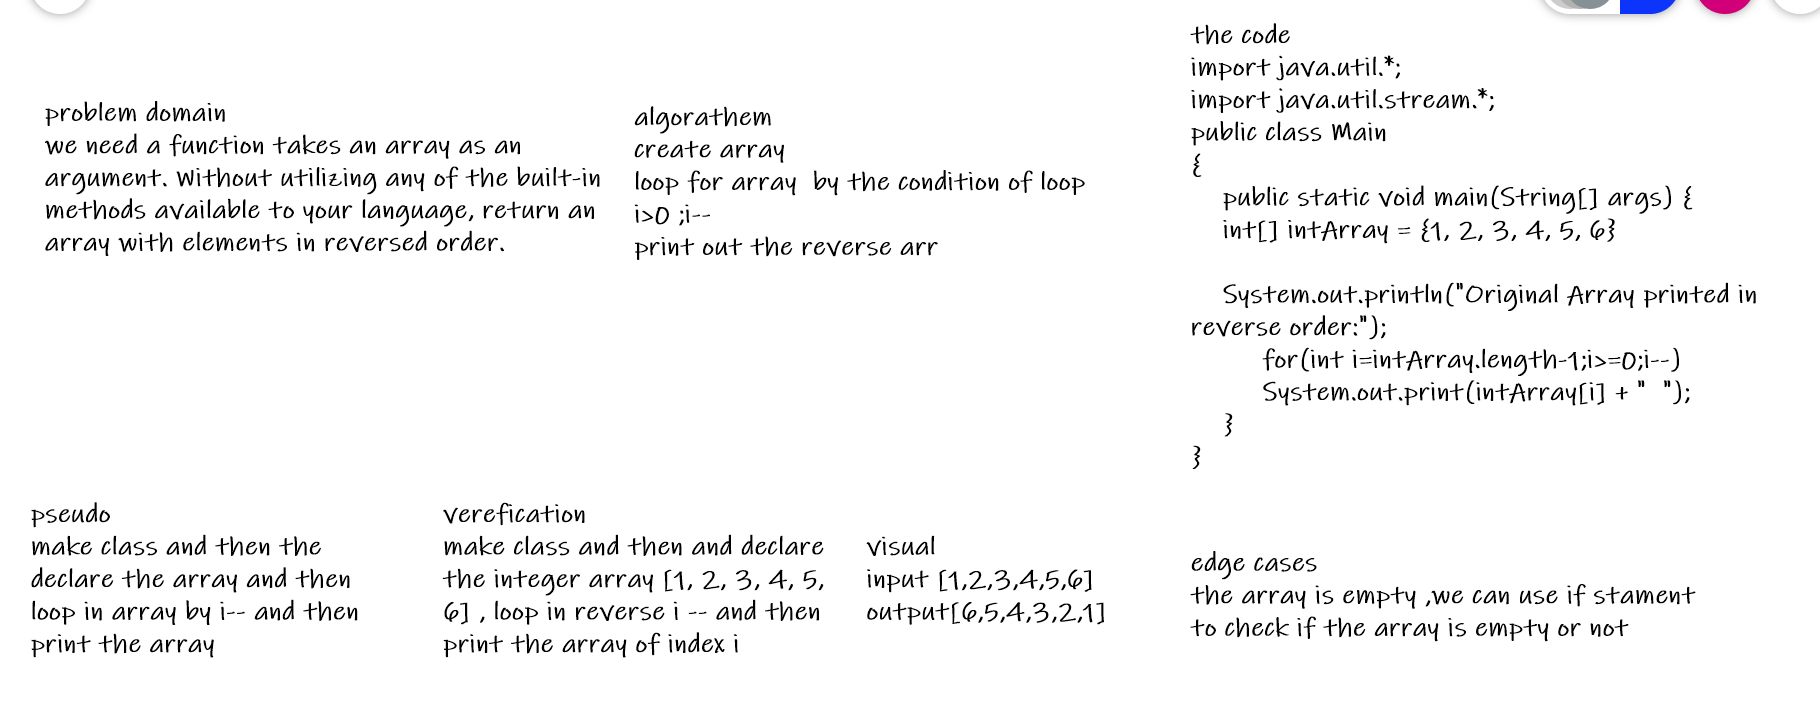 problem domain
we need a function takes an array as an
argument. Without utilizing any of the built-in
methods available to your language, return an
array with elements in reversed order.
algorathem
create array
loop for array  by the condition of loop
i>0 ;i--
print out the reverse arr
the code
import java.util.*;
import java.util.stream.*;
public class Main
{
public static void main(String[] args) {
int[] intArray = {1, 2, 3, 4, 5, 6}
System.out.println("Original Array printed in
reverse order:");
for(int i=intArray.length-1;i>=0;i--)
System.out.print(intArray[i] + "  ");
}
}
pseudo
make class and then the
declare the array and then
loop in array by i-- and then
print the array
verefication
make class and then and declare
the integer array [1, 2, 3, 4, 5,
6] , loop in reverse i -- and then
print the array of index i
visual
input [1,2,3,4,5,6]
output[6,5,4,3,2,1]
edge cases
the array is empty ,we can use if stament
to check if the array is empty or not